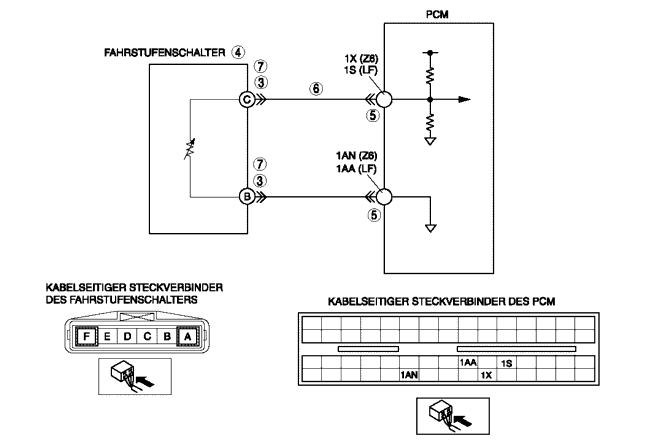 PCM
FAHRSTUFENSCHALTER ④
1X (Z6)
1S (LF)
⑦
③
C
⑥
⑤
1AN (Z6)
1AA (LF)
⑦
③
B
⑤
KABELSEITIGER STECKVERBINDER
DES FAHRSTUFENSCHALTERS
F E D C B A
KABELSEITIGER STECKVERBINDER DES PCM
1AA 1S
1AN 1X